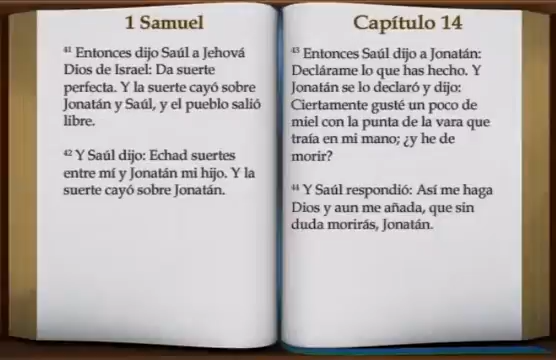 1 Samuel
⁴¹ Entonces dijo Saúl a Jehová
Dios de Israel: Da suerte
perfecta. Y la suerte cayó sobre
Jonatán y Saúl, y el pueblo salió
libre.
⁴² Y Saúl dijo: Echad suertes
entre mí y Jonatán mi hijo. Y la
suerte cayó sobre Jonatán.
Capítulo 14
⁴³ Entonces Saúl dijo a Jonatán:
Declárame lo que has hecho. Y
Jonatán se lo declaró y dijo:
Ciertamente gusté un poco de
miel con la punta de la vara que
traía en mi mano; ¿y he de
morir?
⁴⁴ Y Saúl respondió: Así me haga
Dios y aun me añada, que sin
duda morirás, Jonatán.